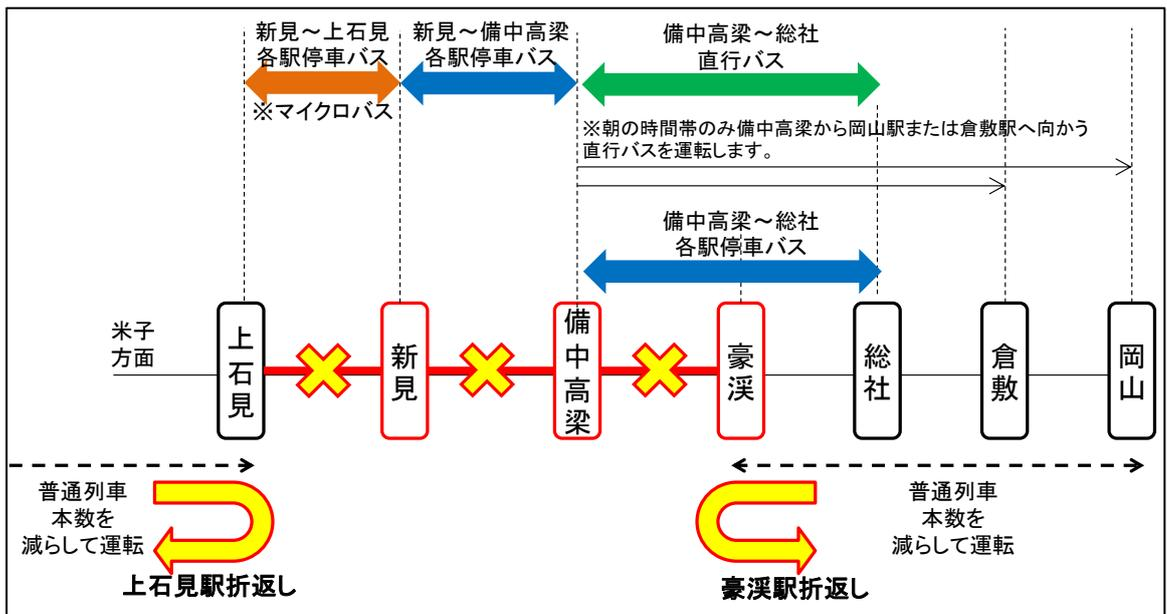 新見~上石見
各駅停車バス
※マイクロバス
新見~備中高梁
各駅停車バス
備中高梁~総社
直行バス
※朝の時間帯のみ備中高梁から岡山駅または倉敷駅へ向かう
直行バスを運転します。
備中高梁~総社
各駅停車バス
米子
方面
上石見
新見
備中高梁
豪渓
総社
倉敷
岡山
普通列車
本数を
減らして運転
上石見駅折返し
豪渓駅折返し
普通列車
本数を
減らして運転